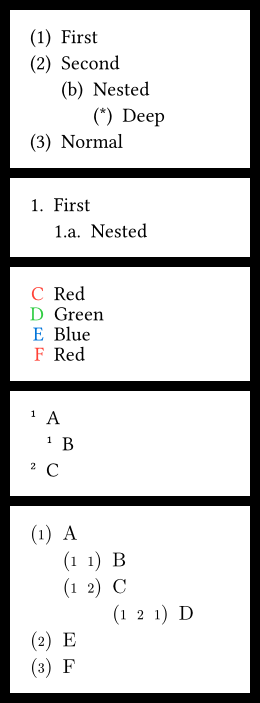 (1) First
(2) Second
(b) Nested
(*) Deep
(3) Normal
1. First
1.a. Nested
C Red
D Green
E Blue
F Red
¹ A
¹ B
² C
(1) A
(1 1) B
(1 2) C
(1 2 1) D
(2) E
(3) F